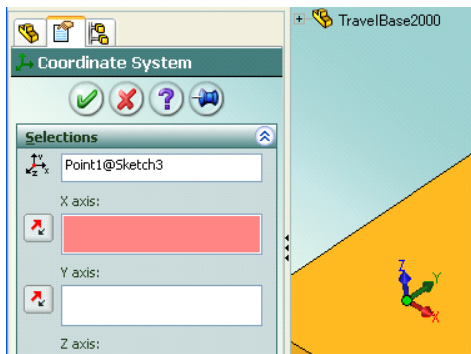 TravelBase2000
Coordinate System
?
Selections
Y
Z X
Point1@Sketch3
X axis:
Y axis:
Z axis:
Z
Y
X